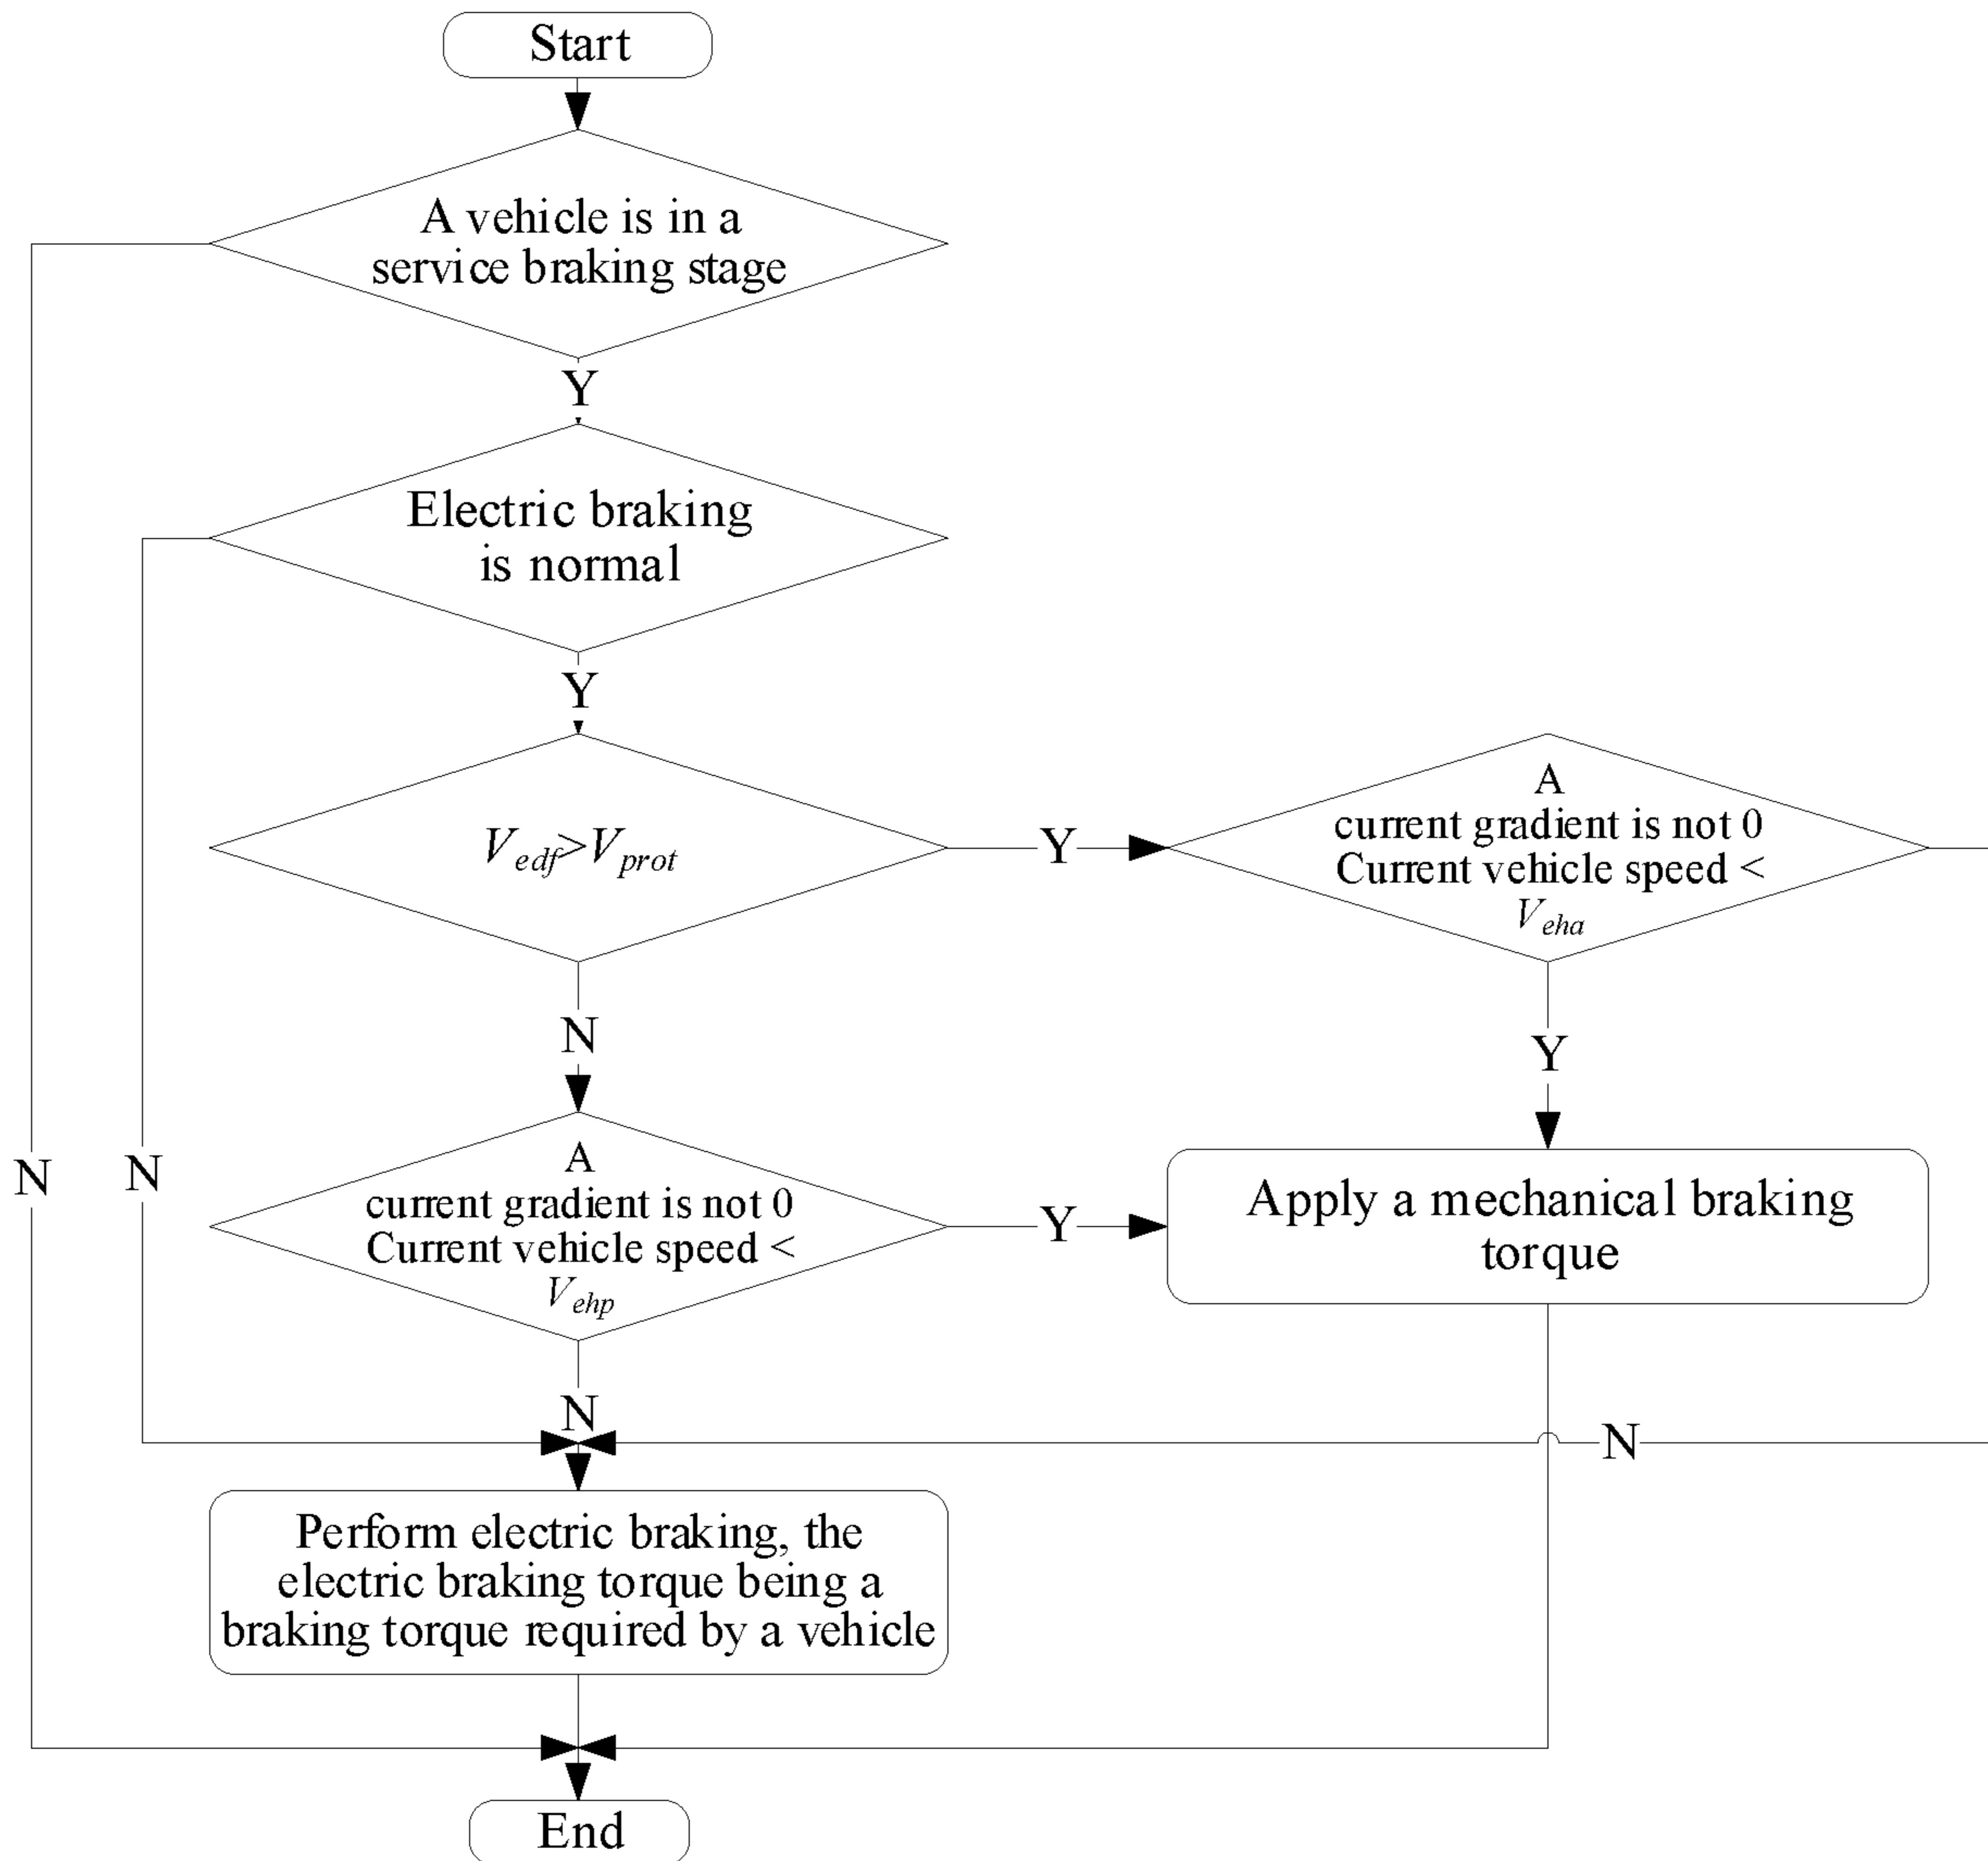 Start
A vehicle is in a
service braking stage
Y
Electric braking
is normal
Y
Vedf>Vprot
Y
A
current gradient is not 0
Current vehicle speed <
Veha
N
Y
A
current gradient is not 0
Current vehicle speed <
Vehp
Y
Apply a mechanical braking
torque
N
N
N
N
Perform electric braking, the
electric braking torque being a
braking torque required by a vehicle
End